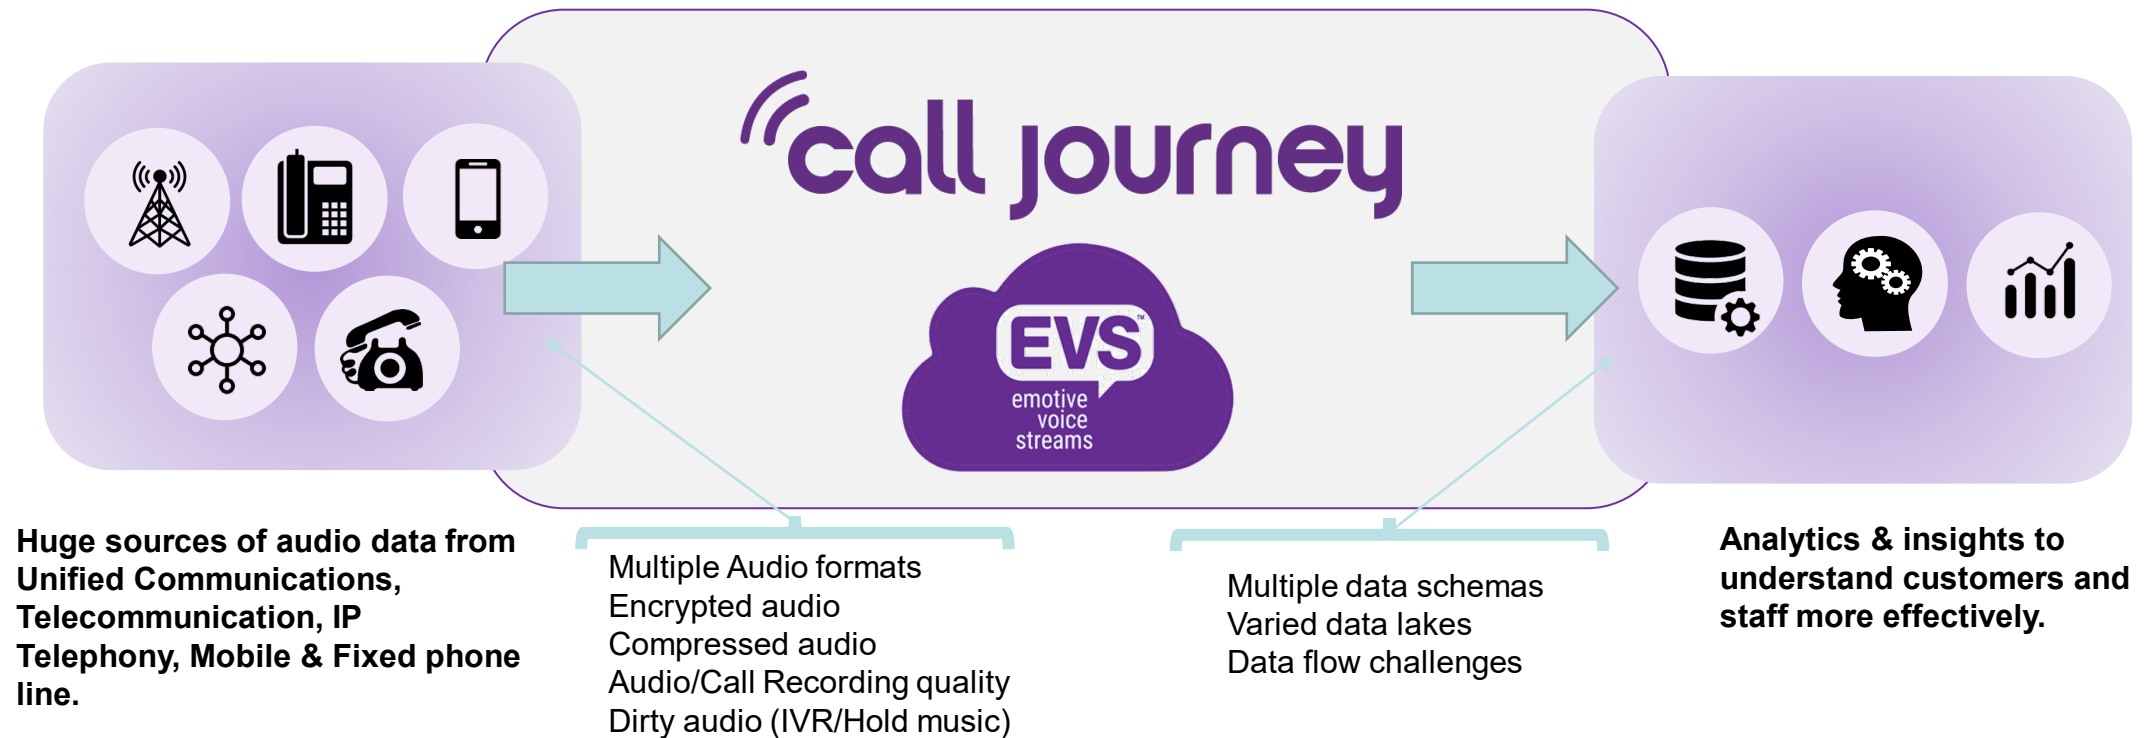 call journey
EVS™
emotive
voice
streams
Huge sources of audio data from
Unified Communications,
Telecommunication, IP
Telephony, Mobile & Fixed phone
line.
Multiple Audio formats
Encrypted audio
Compressed audio
Audio/Call Recording quality
Dirty audio (IVR/Hold music)
Multiple data schemas
Varied data lakes
Data flow challenges
Analytics & insights to
understand customers and
staff more effectively.